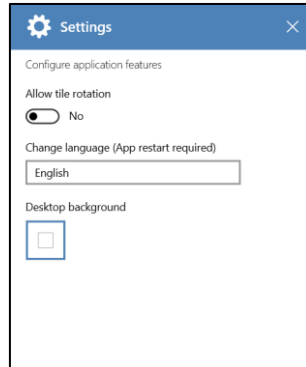 Settings
Configure application features
Allow tile rotation
No
Change language (App restart required)
English
Desktop background